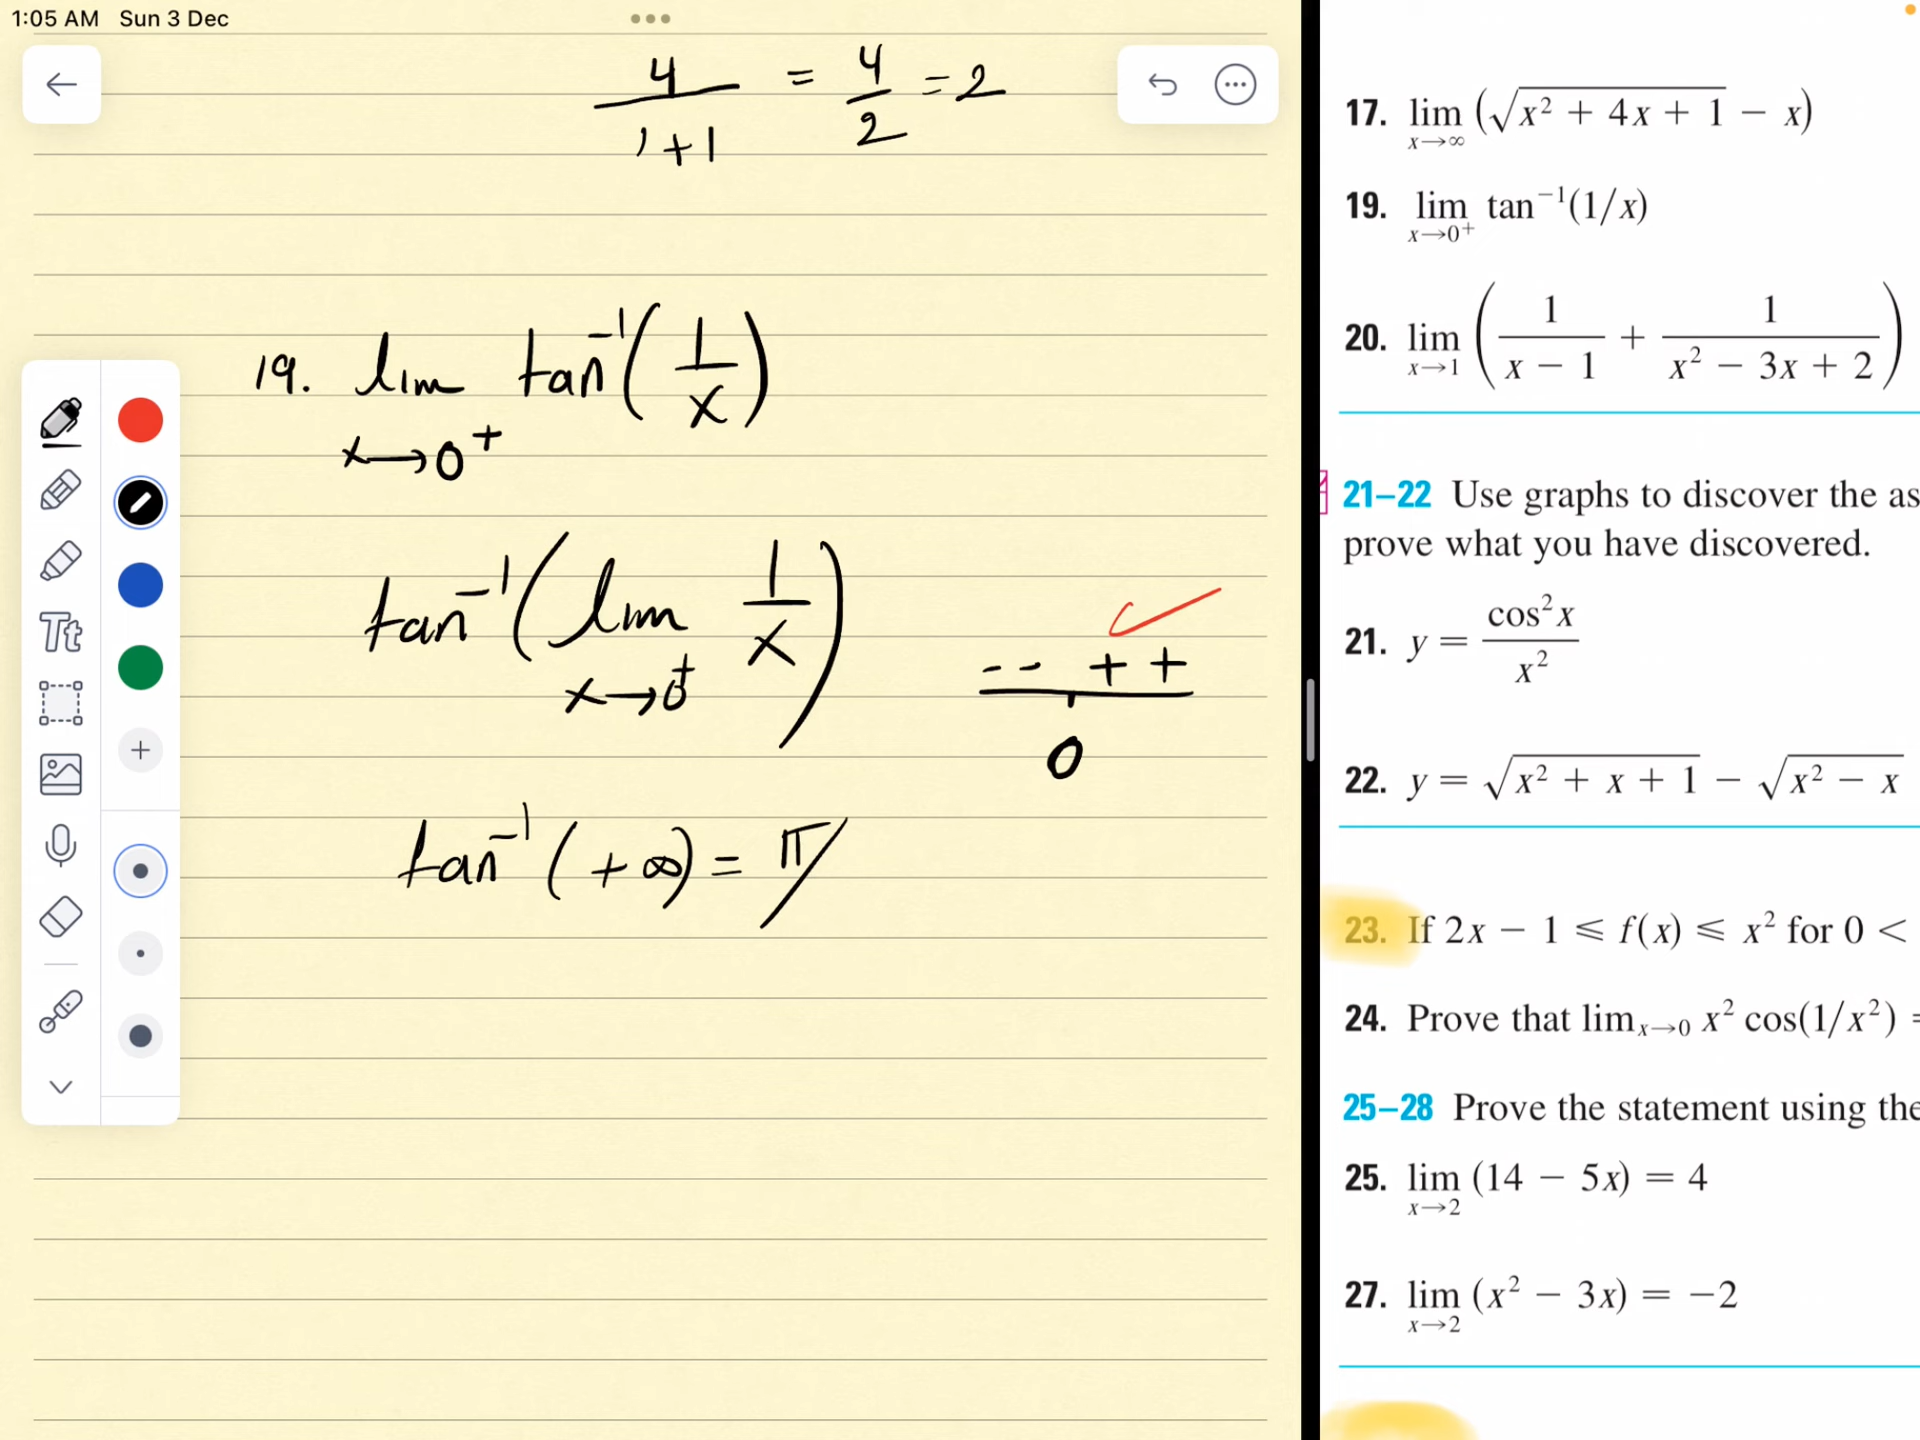 1:05 AM Sun 3 Dec
4/(1+1) = 4/2 = 2
19. lim x→0⁺ tan⁻¹(1/x)
tan⁻¹(lim x→0⁺ 1/x)
-- ++
0
tan⁻¹(+∞) = π/
Tt
17. lim x→∞ (√(x² + 4x + 1) − x)
19. lim x→0⁺ tan⁻¹(1/x)
20. lim x→1 (1/(x − 1) + 1/(x² − 3x + 2))
21–22 Use graphs to discover the as
prove what you have discovered.
21. y = cos²x/x²
22. y = √(x² + x + 1) − √(x² − x)
23. If 2x − 1 ⩽ f(x) ⩽ x² for 0 <
24. Prove that lim x→0 x² cos(1/x²) =
25–28 Prove the statement using the
25. lim x→2 (14 − 5x) = 4
27. lim x→2 (x² − 3x) = −2